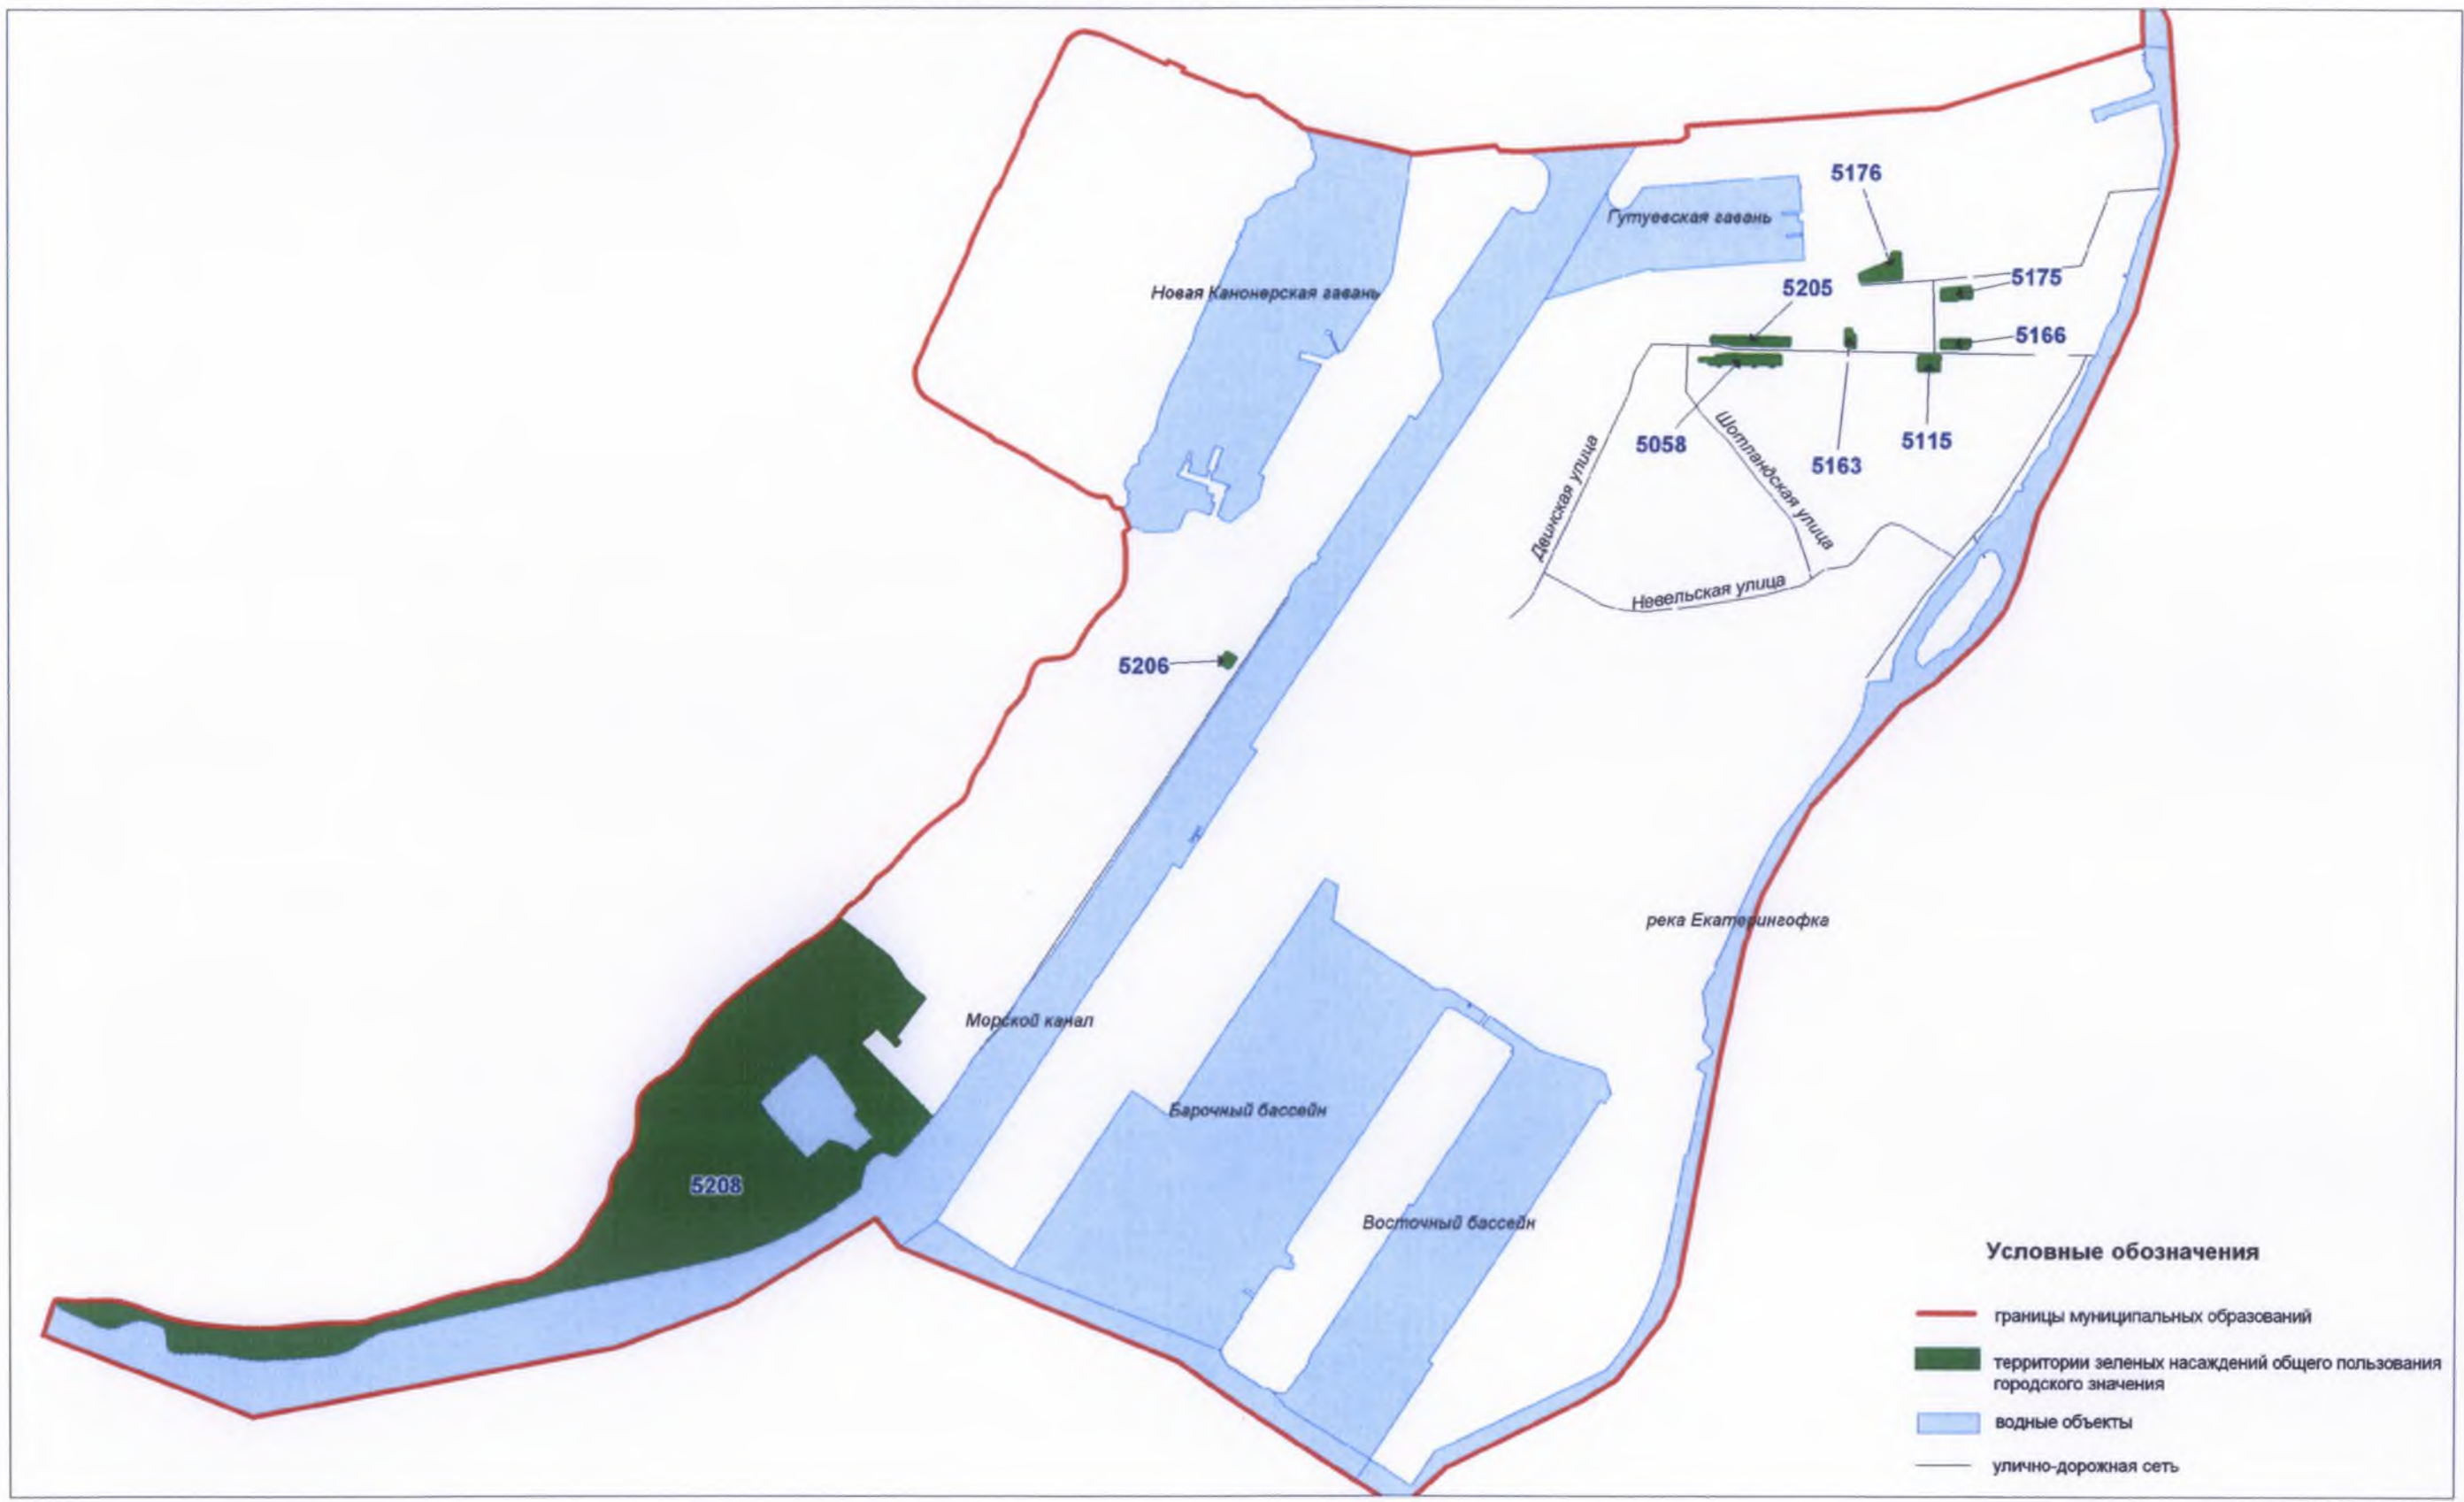 5176
Гутуевская гавань
5175
5205
Новая Канонерская гавань
5166
5058
5163
5115
Двинская улица
Шотландская улица
Невельская улица
5206
река Екатерингофка
Морской канал
Барочный бассейн
5208
Восточный бассейн
Условные обозначения
границы муниципальных образований
территории зеленых насаждений общего пользования
городского значения
водные объекты
улично-дорожная сеть